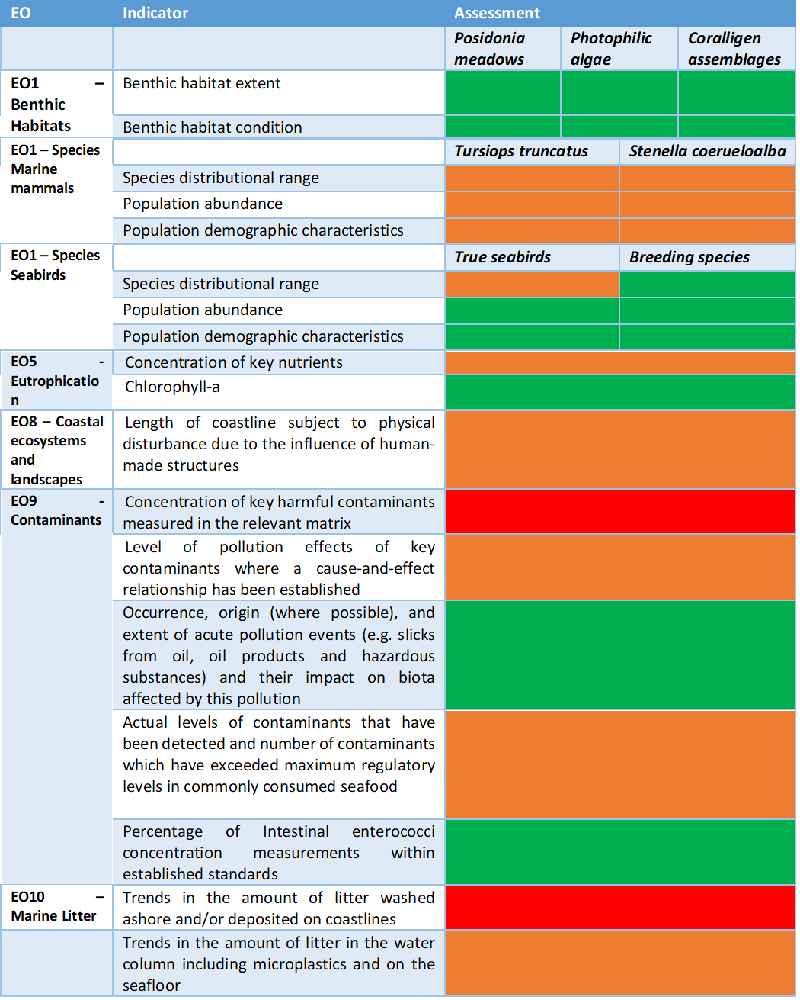 EO Indicator Assessment
Posidonia meadows Photophilic algae Coralligen assemblages
EO1 – Benthic Habitats
Benthic habitat extent
Benthic habitat condition
EO1 – Species Marine mammals
Tursiops truncatus Stenella coerueloalba
Species distributional range
Population abundance
Population demographic characteristics
EO1 – Species Seabirds
True seabirds Breeding species
Species distributional range
Population abundance
Population demographic characteristics
EO5 - Eutrophicatio
n
Concentration of key nutrients
Chlorophyll-a
EO8 – Coastal
ecosystems
and
landscapes
Length of coastline subject to physical
disturbance due to the influence of human-
made structures
EO9 -
Contaminants
Concentration of key harmful contaminants
measured in the relevant matrix
Level of pollution effects of key
contaminants where a cause-and-effect
relationship has been established
Occurrence, origin (where possible), and
extent of acute pollution events (e.g. slicks
from oil, oil products and hazardous
substances) and their impact on biota
affected by this pollution
Actual levels of contaminants that have
been detected and number of contaminants
which have exceeded maximum regulatory
levels in commonly consumed seafood
Percentage of Intestinal enterococci
concentration measurements within
established standards
EO10 –
Marine Litter
Trends in the amount of litter washed
ashore and/or deposited on coastlines
Trends in the amount of litter in the water
column including microplastics and on the
seafloor